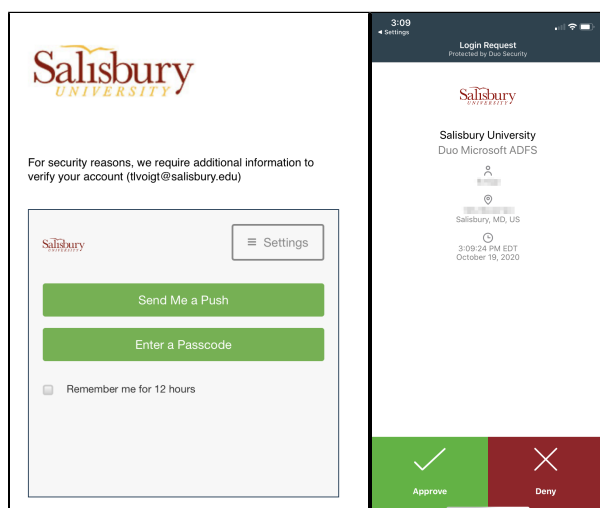 Salisbury
UNIVERSITY
For security reasons, we require additional information to
verify your account (tlvoigt@salisbury.edu)
Salisbury
UNIVERSITY
Settings
Send Me a Push
Enter a Passcode
Remember me for 12 hours
3:09
Settings
Login Request
Protected by Duo Security
Salisbury
UNIVERSITY
Salisbury University
Duo Microsoft ADFS
Salisbury, MD, US
3:09:24 PM EDT
October 19, 2020
Approve
Deny